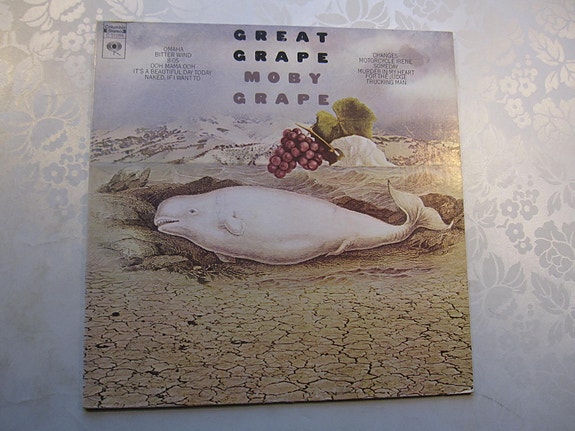 Columbia
GREAT
GRAPE
MOBY
GRAPE
OMAHA
BITTER WIND
8:05
OOH MAMA OOH
IT'S A BEAUTIFUL DAY TODAY
NAKED, IF I WANT TO
CHANGES
MOTORCYCLE IRENE
SOMEDAY
MURDER IN MY HEART
FOR THE JUDGE
TRUCKING MAN